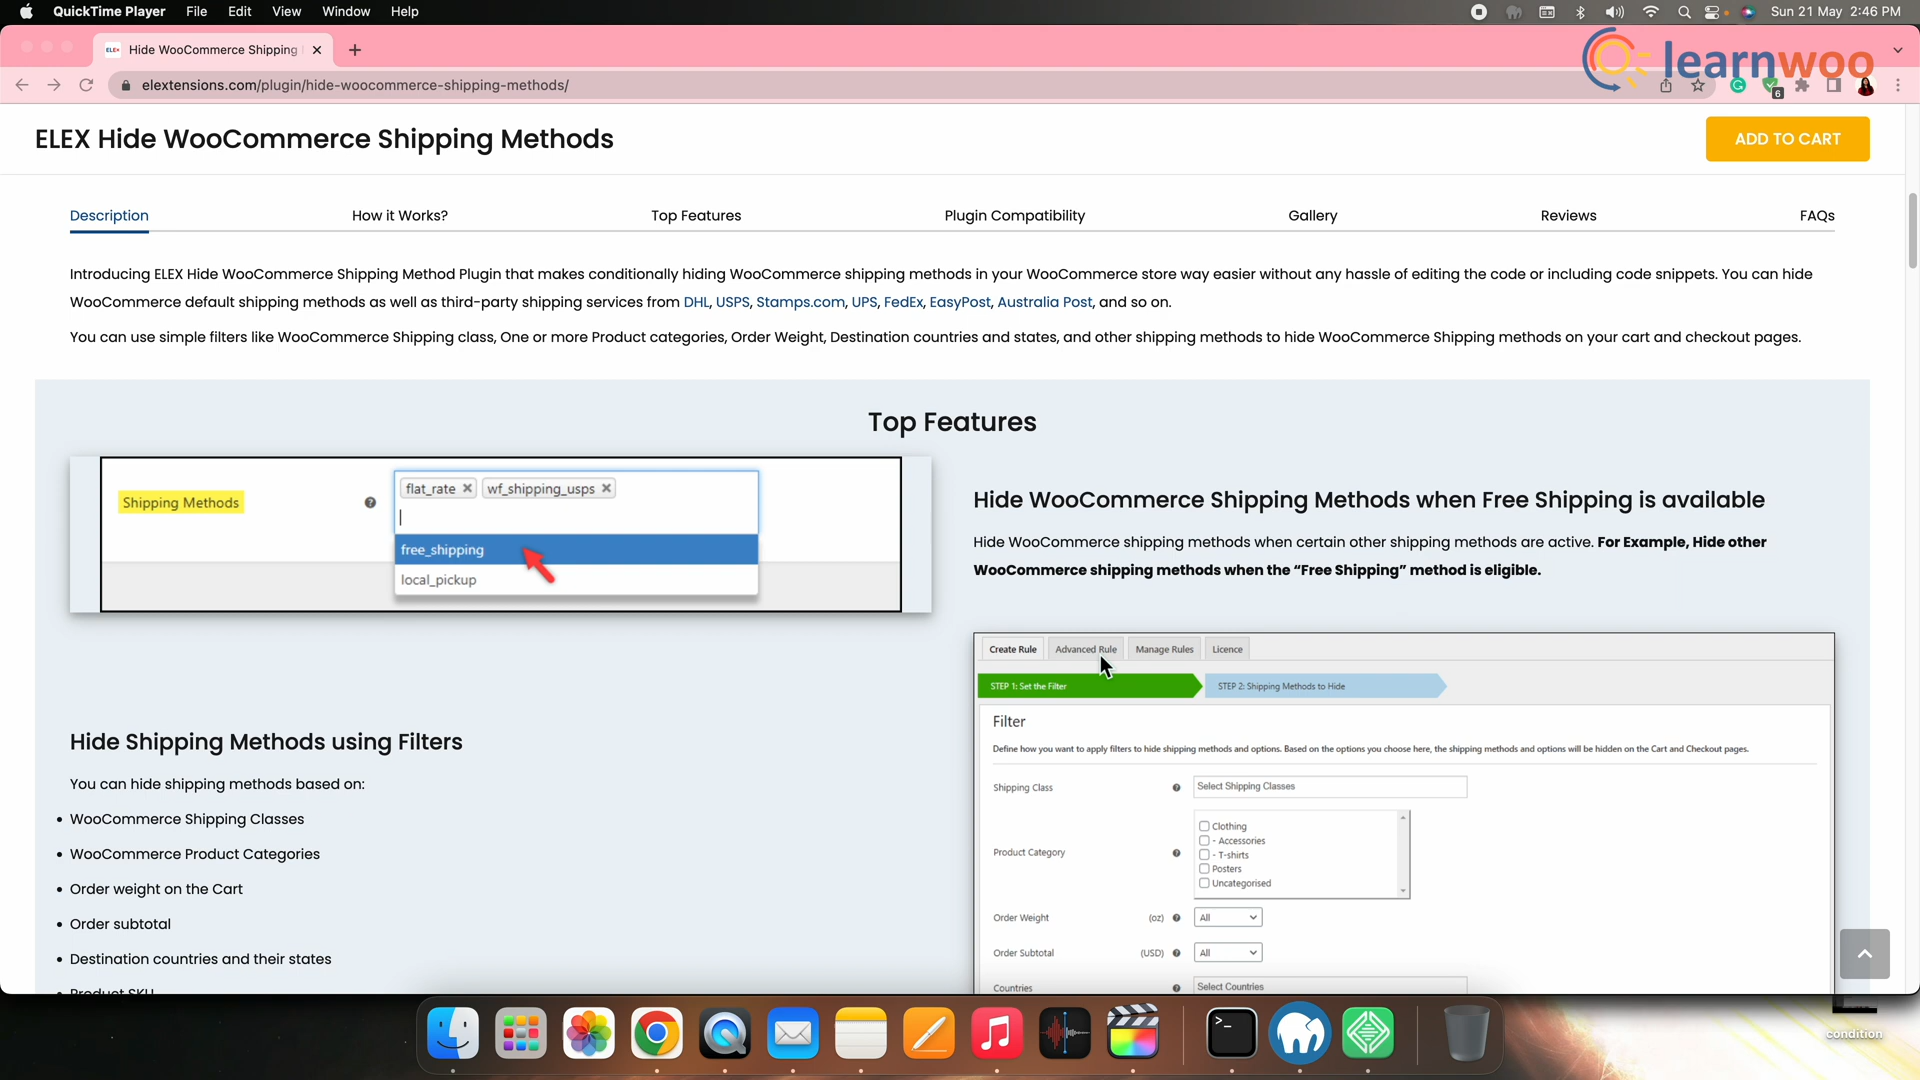 QuickTime Player File Edit View Window Help Sun 21 May 2:46 PM
ELEX Hide WooCommerce Shipping
learnwoo
elextensions.com/plugin/hide-woocommerce-shipping-methods/
6
ELEX Hide WooCommerce Shipping Methods
ADD TO CART
Description How it Works? Top Features Plugin Compatibility Gallery Reviews FAQs
Introducing ELEX Hide WooCommerce Shipping Method Plugin that makes conditionally hiding WooCommerce shipping methods in your WooCommerce store way easier without any hassle of editing the code or including code snippets. You can hide
WooCommerce default shipping methods as well as third-party shipping services from DHL, USPS, Stamps.com, UPS, FedEx, EasyPost, Australia Post, and so on.
You can use simple filters like WooCommerce Shipping class, One or more Product categories, Order Weight, Destination countries and states, and other shipping methods to hide WooCommerce Shipping methods on your cart and checkout pages.
Top Features
Shipping Methods
flat_rate wf_shipping_usps
free_shipping
local_pickup
Hide WooCommerce Shipping Methods when Free Shipping is available
Hide WooCommerce shipping methods when certain other shipping methods are active. For Example, Hide other
WooCommerce shipping methods when the “Free Shipping” method is eligible.
Hide Shipping Methods using Filters
You can hide shipping methods based on:
• WooCommerce Shipping Classes
• WooCommerce Product Categories
• Order weight on the Cart
• Order subtotal
• Destination countries and their states
• Product SKU
Create Rule Advanced Rule Manage Rules Licence
STEP 1: Set the Filter STEP 2: Shipping Methods to Hide
Filter
Define how you want to apply filters to hide shipping methods and options. Based on the options you choose here, the shipping methods and options will be hidden on the Cart and Checkout pages.
Shipping Class Select Shipping Classes
Product Category
Clothing
- Accessories
- T-shirts
Posters
Uncategorised
Order Weight (oz) All
Order Subtotal (USD) All
Countries Select Countries
condition